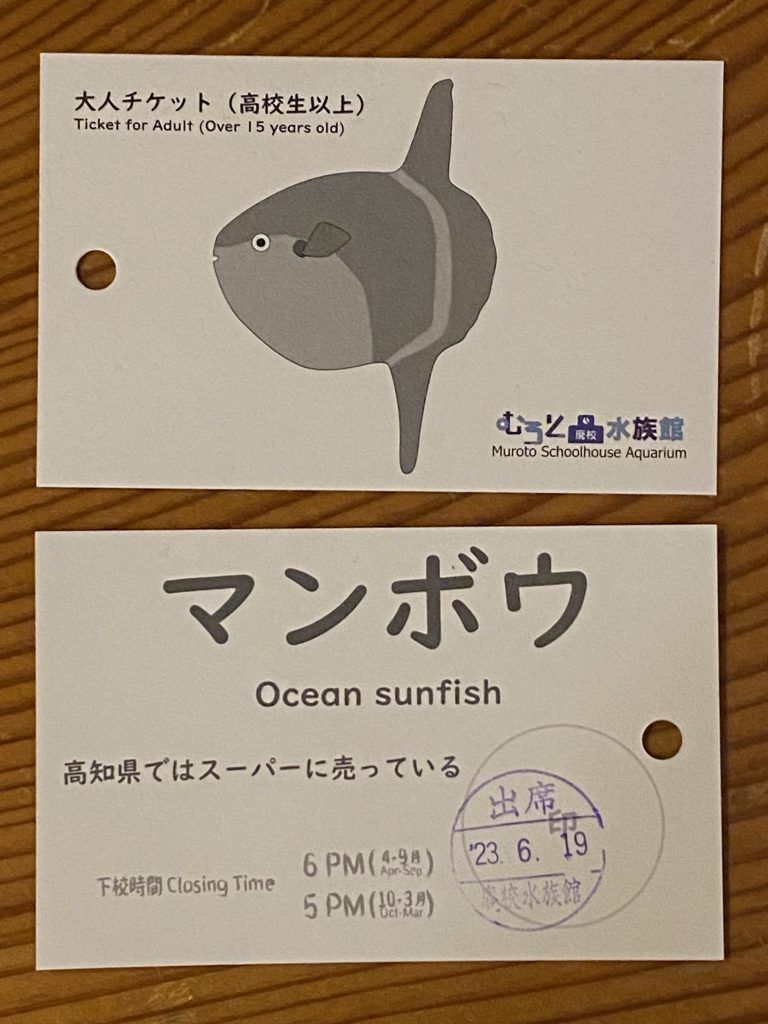 大人チケット（高校生以上）
Ticket for Adult (Over 15 years old)
むろと廃校水族館
Muroto Schoolhouse Aquarium
マンボウ
Ocean sunfish
高知県ではスーパーに売っている
出席
印
'23. 6. 19
廃校水族館
下校時間 Closing Time
6 PM (4-9月 Apr-Sep)
5 PM (10-3月 Oct-Mar)